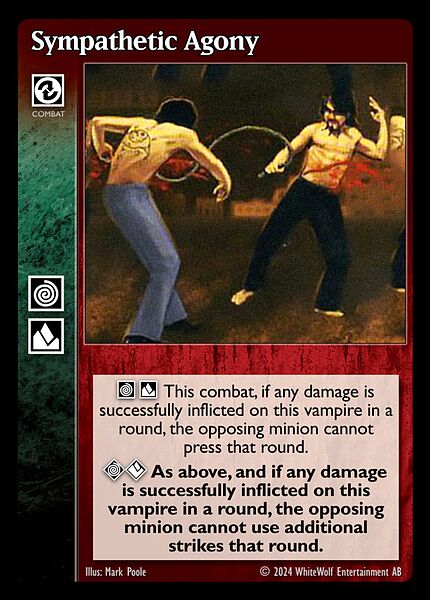 Sympathetic Agony
COMBAT
This combat, if any damage is
successfully inflicted on this vampire in a
round, the opposing minion cannot
press that round.
As above, and if any damage
is successfully inflicted on this
vampire in a round, the opposing
minion cannot use additional
strikes that round.
Illus: Mark Poole
© 2024 WhiteWolf Entertainment AB